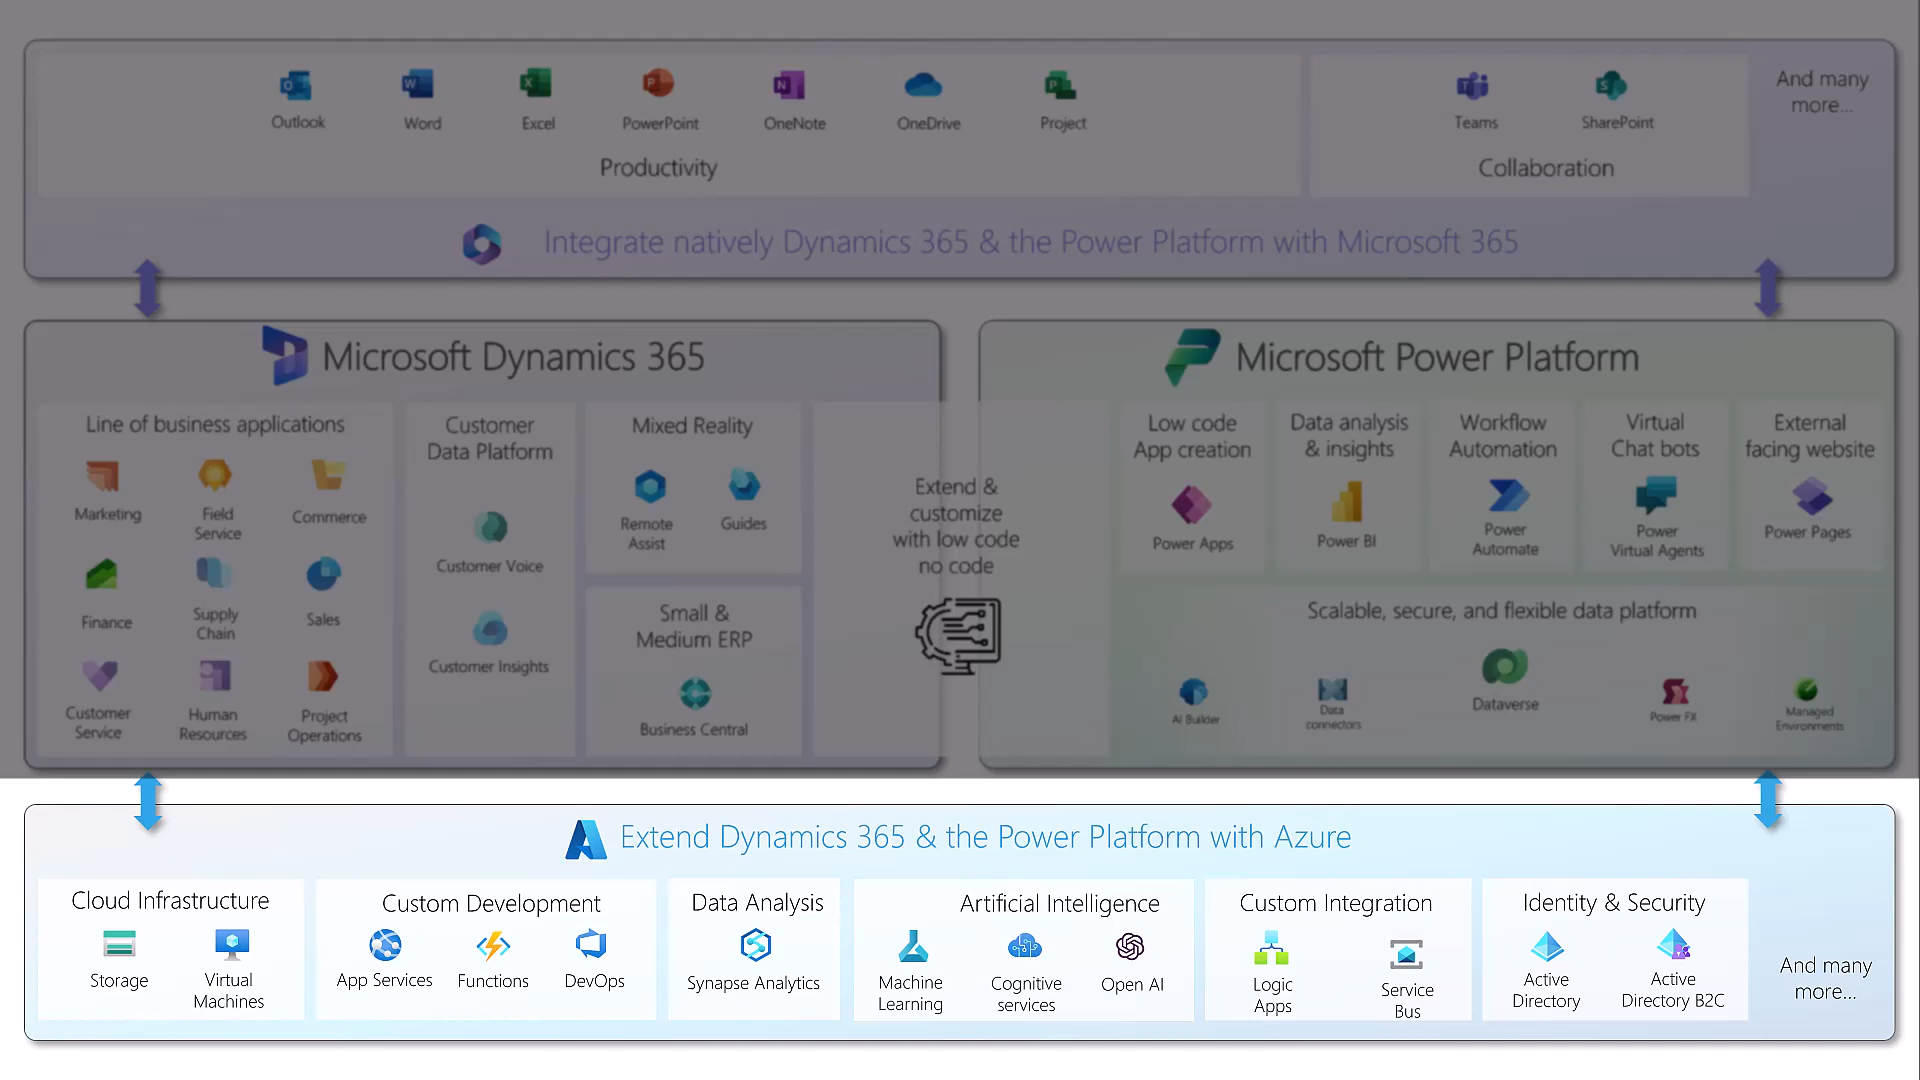 Outlook
Word
Excel
PowerPoint
OneNote
OneDrive
Project
Productivity
Teams
SharePoint
Collaboration
And many
more...
Integrate natively Dynamics 365 & the Power Platform with Microsoft 365
Microsoft Dynamics 365
Line of business applications
Marketing
Field
Service
Commerce
Finance
Supply
Chain
Sales
Customer
Service
Human
Resources
Project
Operations
Customer
Data Platform
Customer Voice
Customer Insights
Mixed Reality
Remote
Assist
Guides
Small &
Medium ERP
Business Central
Extend &
customize
with low code
no code
Microsoft Power Platform
Low code
App creation
Power Apps
Data analysis
& insights
Power BI
Workflow
Automation
Power
Automate
Virtual
Chat bots
Power
Virtual Agents
External
facing website
Power Pages
Scalable, secure, and flexible data platform
AI Builder
Data
connectors
Dataverse
Power FX
Managed
Environments
Extend Dynamics 365 & the Power Platform with Azure
Cloud Infrastructure
Storage
Virtual
Machines
Custom Development
App Services
Functions
DevOps
Data Analysis
Synapse Analytics
Artificial Intelligence
Machine
Learning
Cognitive
services
Open AI
Custom Integration
Logic
Apps
Service
Bus
Identity & Security
Active
Directory
Active
Directory B2C
And many
more...